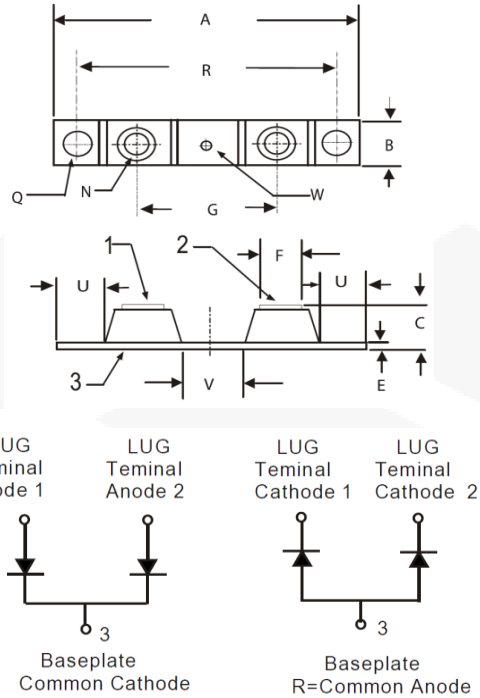 A
R
B
Q
N
W
G
1
2
F
U
U
C
3
V
E
LUG
Teminal
Anode 2
LUG
Teminal
Cathode 1
LUG
Teminal
Cathode 2
3
Baseplate
Common Cathode
3
Baseplate
R=Common Anode